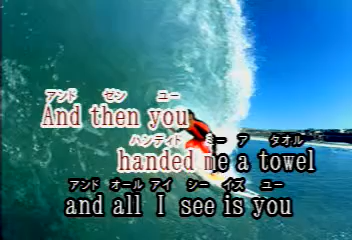 アンド ゼン ユー
And then you
ハンディド ミー ア タオル
handed me a towel
アンド オール アイ シー イズ ユー
and all I see is you